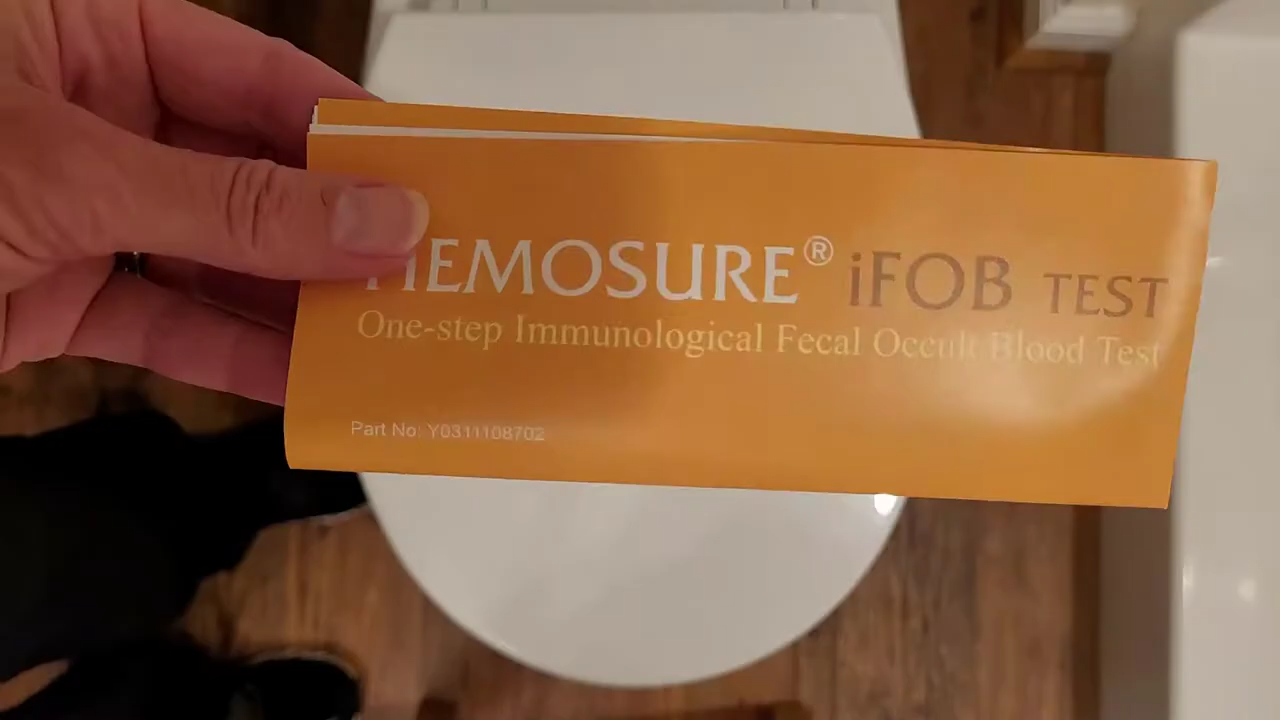 HEMOSURE® iFOB TEST
One-step Immunological Fecal Occult Blood Test
Part No: Y0311108702